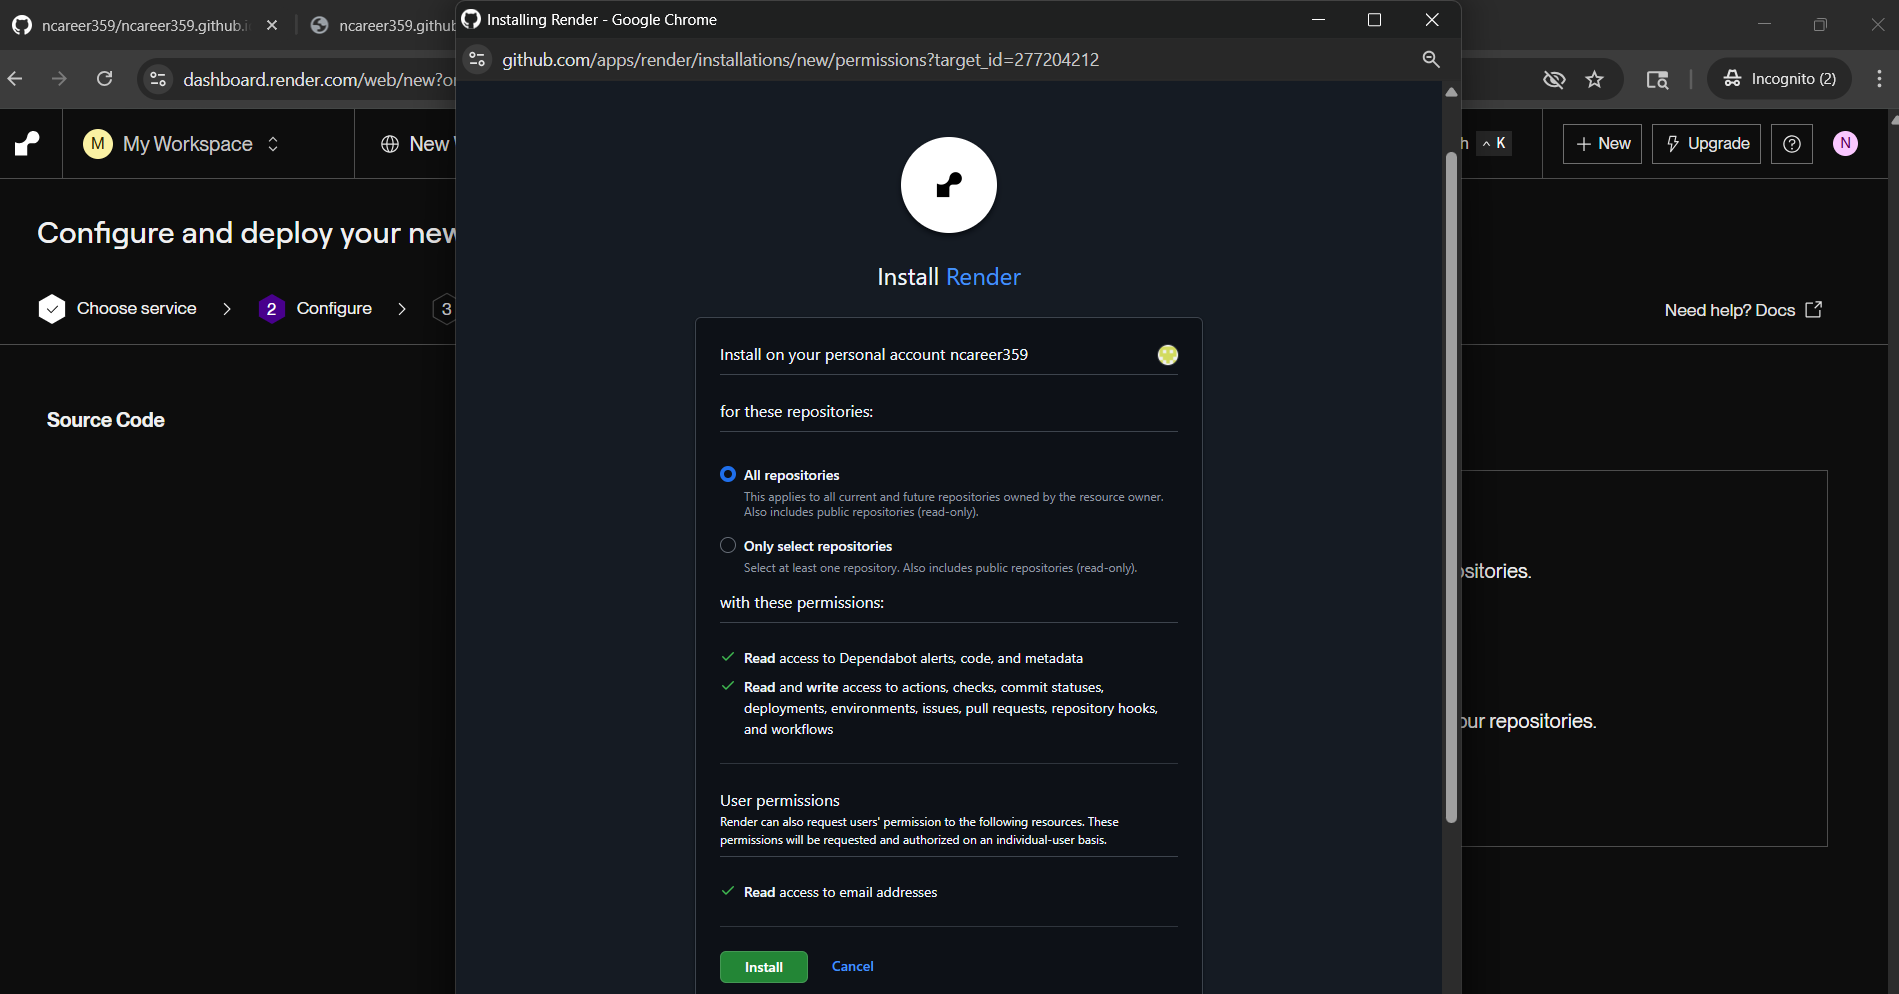 ncareer359/ncareer359.github.i
ncareer359.github
Installing Render - Google Chrome
github.com/apps/render/installations/new/permissions?target_id=277204212
dashboard.render.com/web/new?o
Incognito (2)
M My Workspace
New
h ^ K
+ New
Upgrade
N
Configure and deploy your new
Choose service
2 Configure
3
Need help? Docs
Source Code
Install Render
Install on your personal account ncareer359
for these repositories:
All repositories
This applies to all current and future repositories owned by the resource owner.
Also includes public repositories (read-only).
Only select repositories
Select at least one repository. Also includes public repositories (read-only).
with these permissions:
Read access to Dependabot alerts, code, and metadata
Read and write access to actions, checks, commit statuses,
deployments, environments, issues, pull requests, repository hooks,
and workflows
User permissions
Render can also request users' permission to the following resources. These
permissions will be requested and authorized on an individual-user basis.
Read access to email addresses
Install
Cancel
ositories.
our repositories.